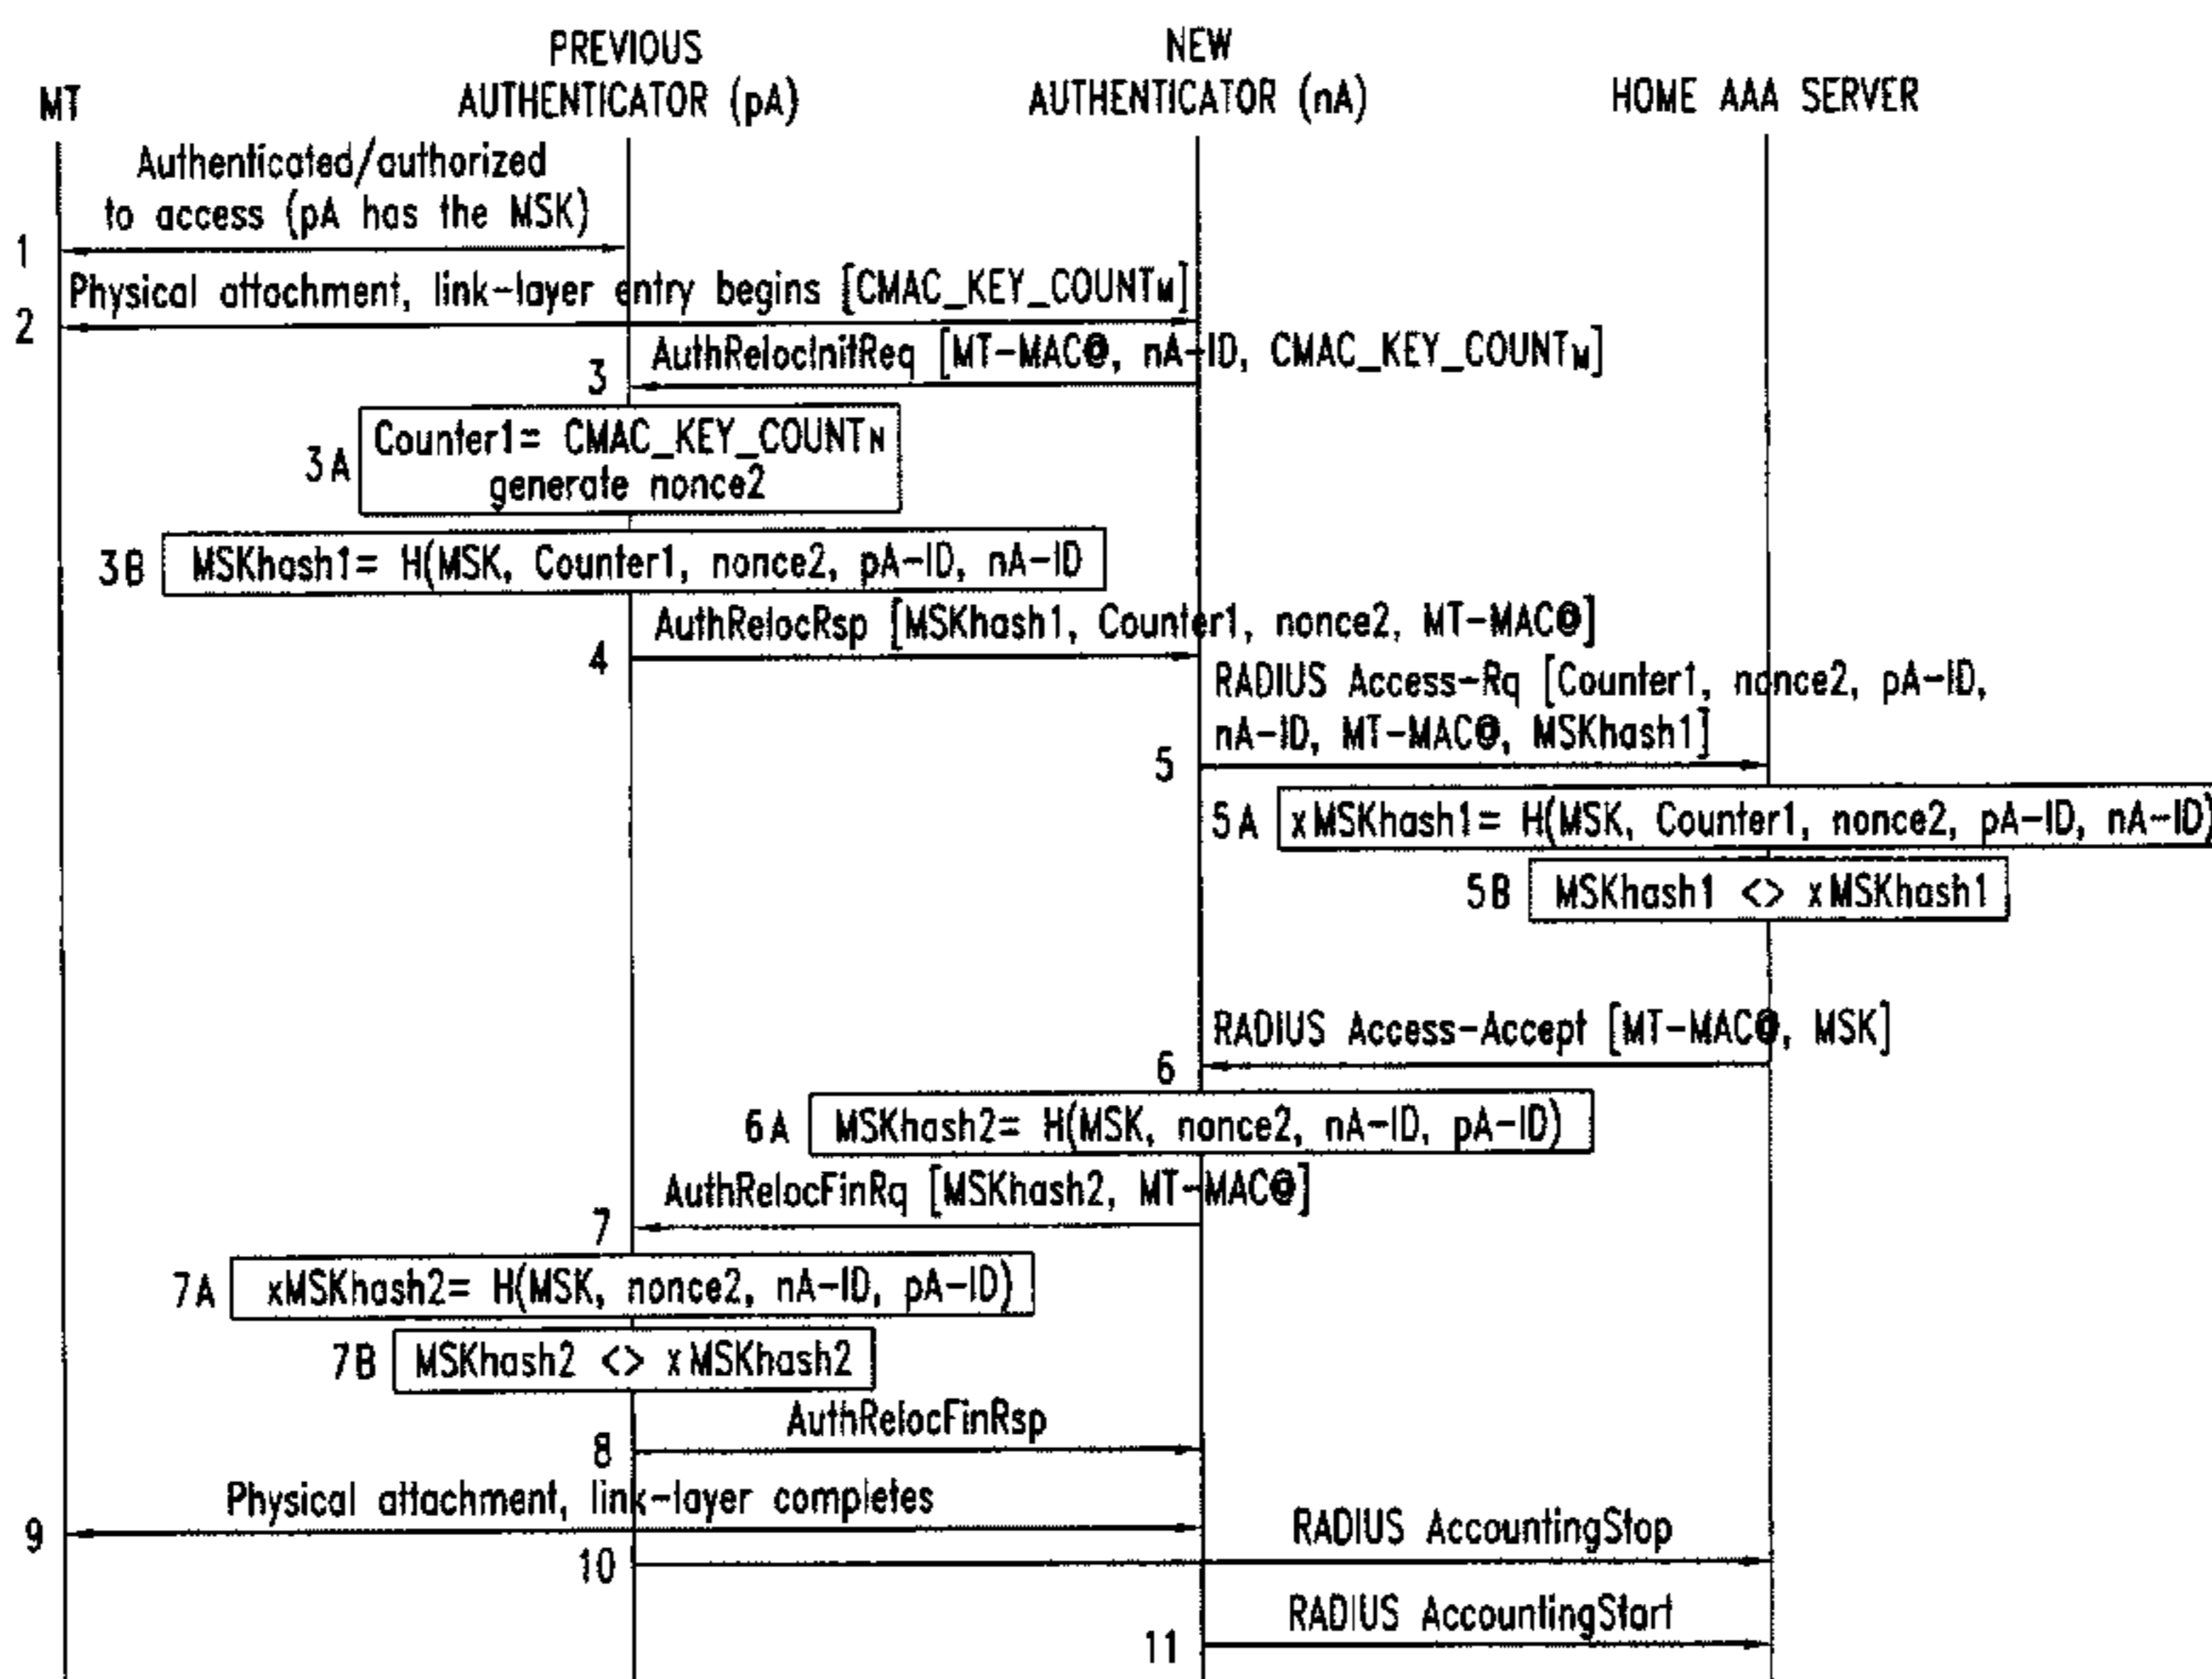 MT
PREVIOUS
AUTHENTICATOR (pA)
NEW
AUTHENTICATOR (nA)
HOME AAA SERVER
Authenticated/authorized
to access (pA has the MSK)
1
Physical attachment, link-layer entry begins [CMAC_KEY_COUNTM]
2
AuthRelocInitReq [MT-MAC@, nA-ID, CMAC_KEY_COUNTM]
3
3A
Counter1= CMAC_KEY_COUNTN
generate nonce2
3B
MSKhash1= H(MSK, Counter1, nonce2, pA-ID, nA-ID
AuthRelocRsp [MSKhash1, Counter1, nonce2, MT-MAC@]
4
RADIUS Access-Rq [Counter1, nonce2, pA-ID,
nA-ID, MT-MAC@, MSKhash1]
5
5A
xMSKhash1= H(MSK, Counter1, nonce2, pA-ID, nA-ID)
5B
MSKhash1 <> xMSKhash1
RADIUS Access-Accept [MT-MAC@, MSK]
6
6A
MSKhash2= H(MSK, nonce2, nA-ID, pA-ID)
AuthRelocFinRq [MSKhash2, MT-MAC@]
7
7A
xMSKhash2= H(MSK, nonce2, nA-ID, pA-ID)
7B
MSKhash2 <> xMSKhash2
AuthRelocFinRsp
8
Physical attachment, link-layer completes
9
RADIUS AccountingStop
10
RADIUS AccountingStart
11